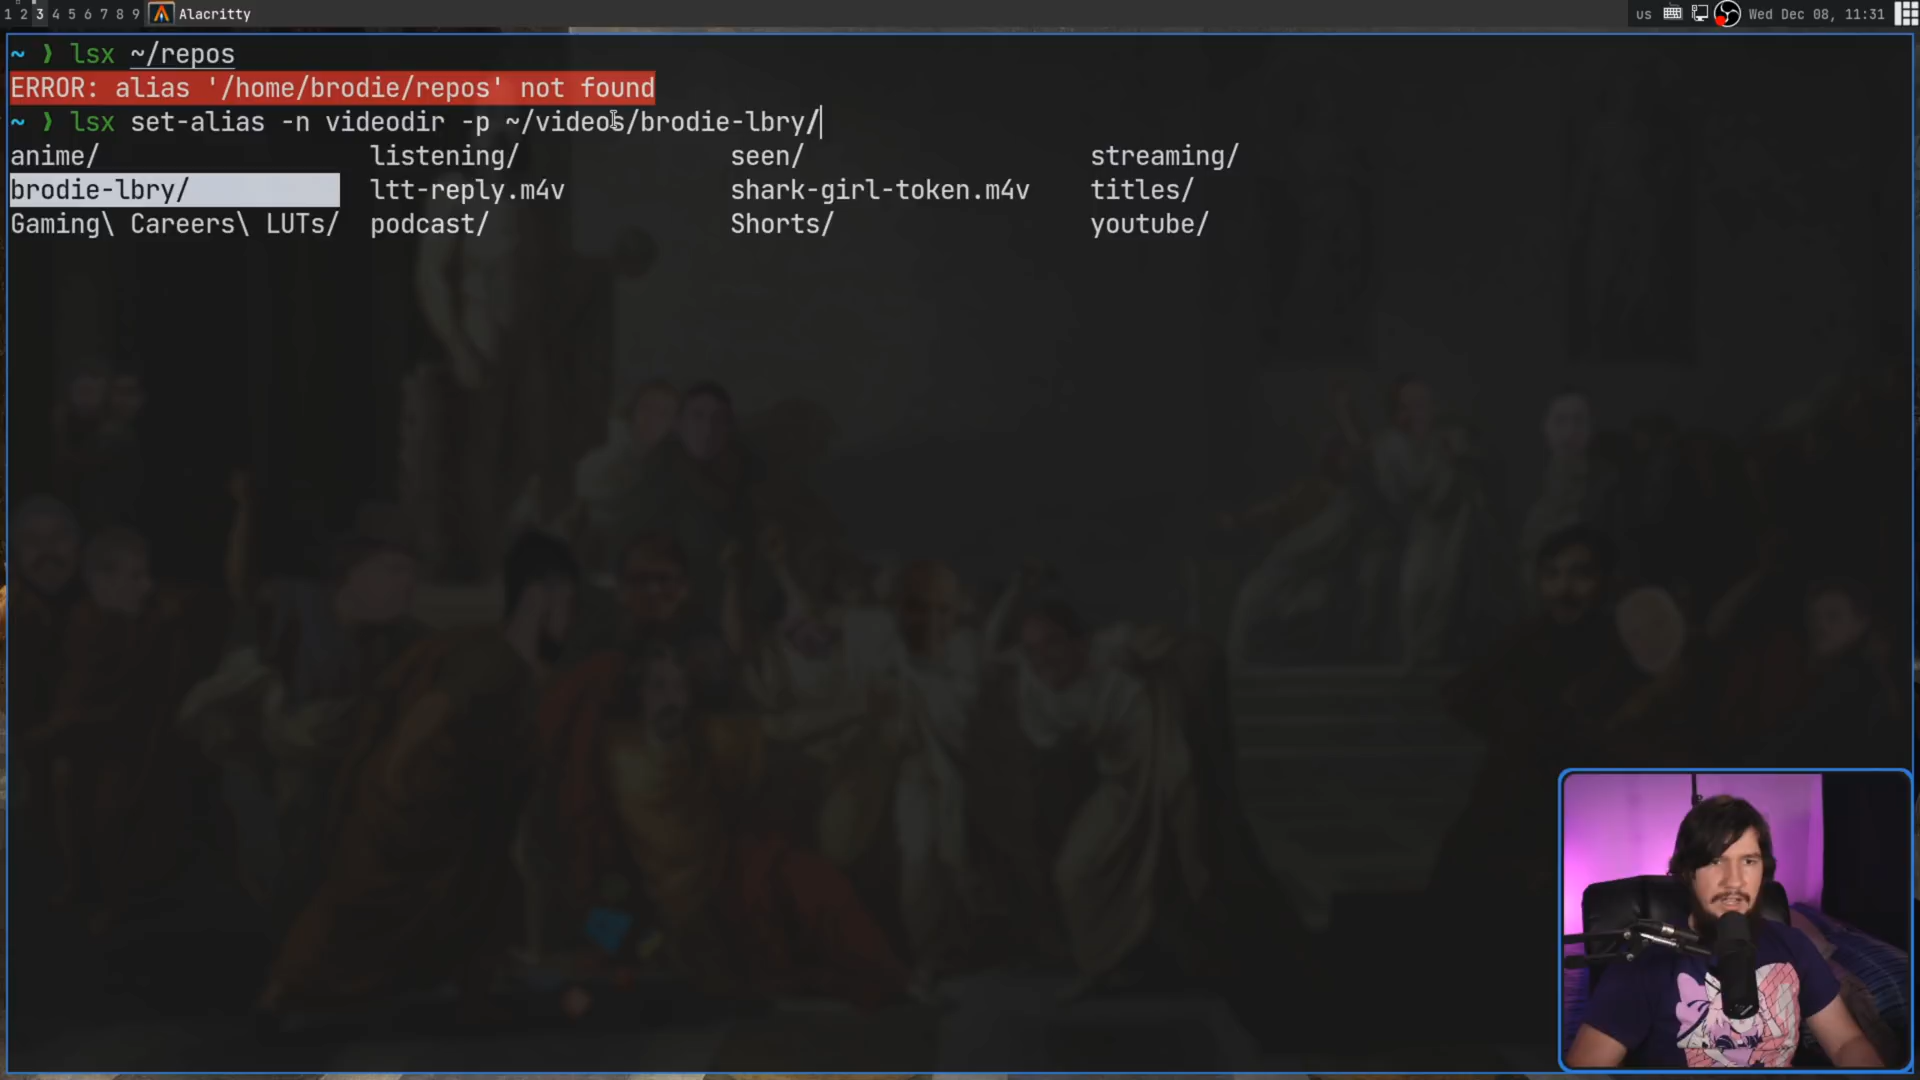 1 2 3 4 5 6 7 8 9 Alacritty us Wed Dec 08, 11:31
~ ❯ lsx ~/repos
ERROR: alias '/home/brodie/repos' not found
~ ❯ lsx set-alias -n videodir -p ~/videos/brodie-lbry/
anime/ listening/ seen/ streaming/
brodie-lbry/ ltt-reply.m4v shark-girl-token.m4v titles/
Gaming\ Careers\ LUTs/ podcast/ Shorts/ youtube/